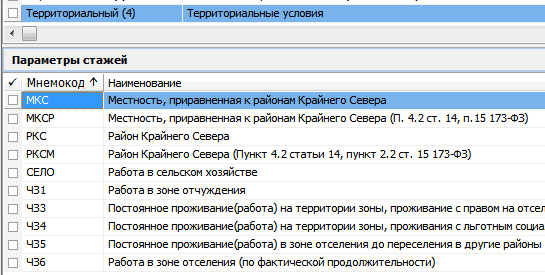 Территориальный (4) Территориальные условия
Параметры стажей
Мнемокод Наименование
МКС Местность, приравненная к районам Крайнего Севера
МКСР Местность, приравненная к районам Крайнего Севера (П. 4.2 ст. 14, п.15 173-ФЗ)
РКС Район Крайнего Севера
РКСМ Район Крайнего Севера (Пункт 4.2 статьи 14, пункт 2.2 ст. 15 173-ФЗ)
СЕЛО Работа в сельском хозяйстве
ЧЗ1 Работа в зоне отчуждения
ЧЗ3 Постоянное проживание(работа) на территории зоны, проживание с правом на отсел
ЧЗ4 Постоянное проживание(работа) на территории зоны, проживания с льготным социа
ЧЗ5 Постоянное проживание(работа) в зоне отселения до переселения в другие районы
ЧЗ6 Работа в зоне отселения (по фактической продолжительности)